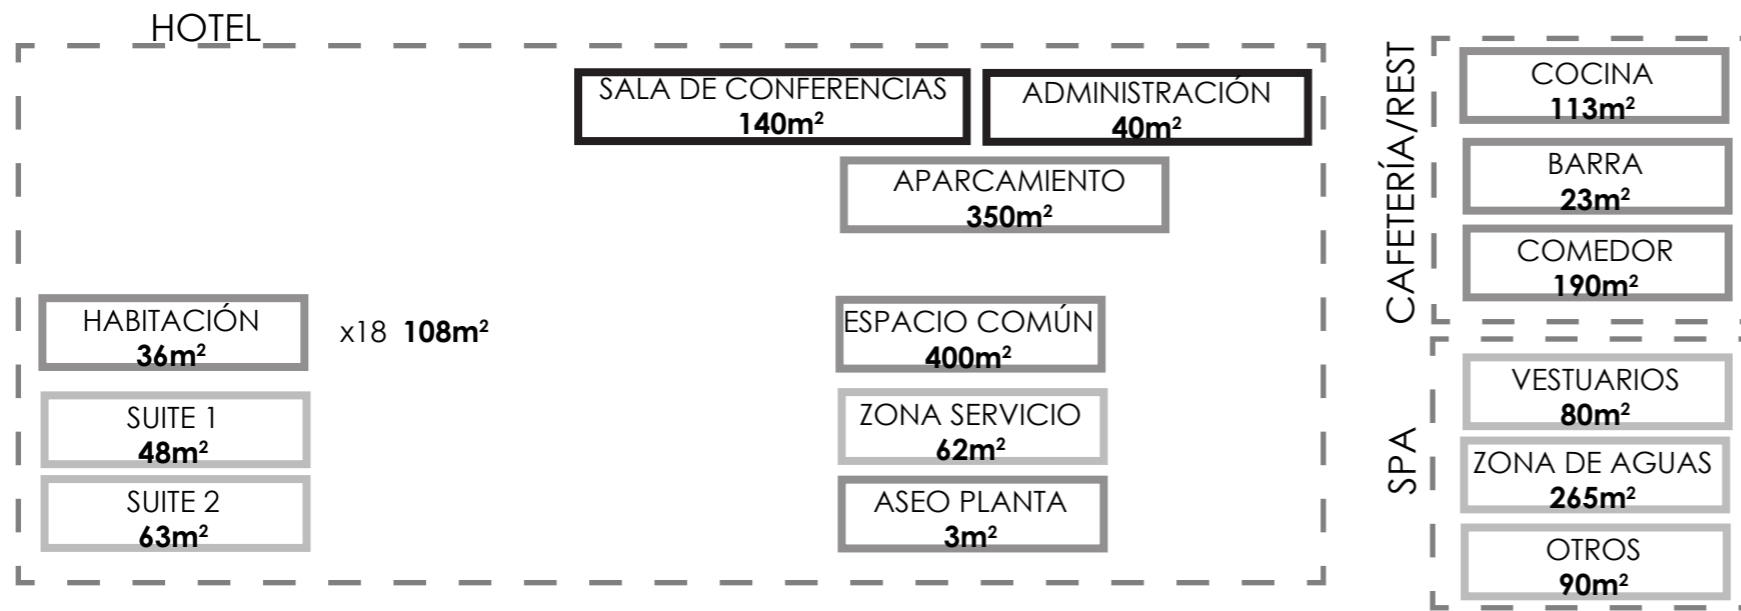 HOTEL
SALA DE CONFERENCIAS
140m²
ADMINISTRACIÓN
40m²
APARCAMIENTO
350m²
HABITACIÓN
36m²
x18 108m²
SUITE 1
48m²
SUITE 2
63m²
ESPACIO COMÚN
400m²
ZONA SERVICIO
62m²
ASEO PLANTA
3m²
CAFETERÍA/REST
COCINA
113m²
BARRA
23m²
COMEDOR
190m²
SPA
VESTUARIOS
80m²
ZONA DE AGUAS
265m²
OTROS
90m²